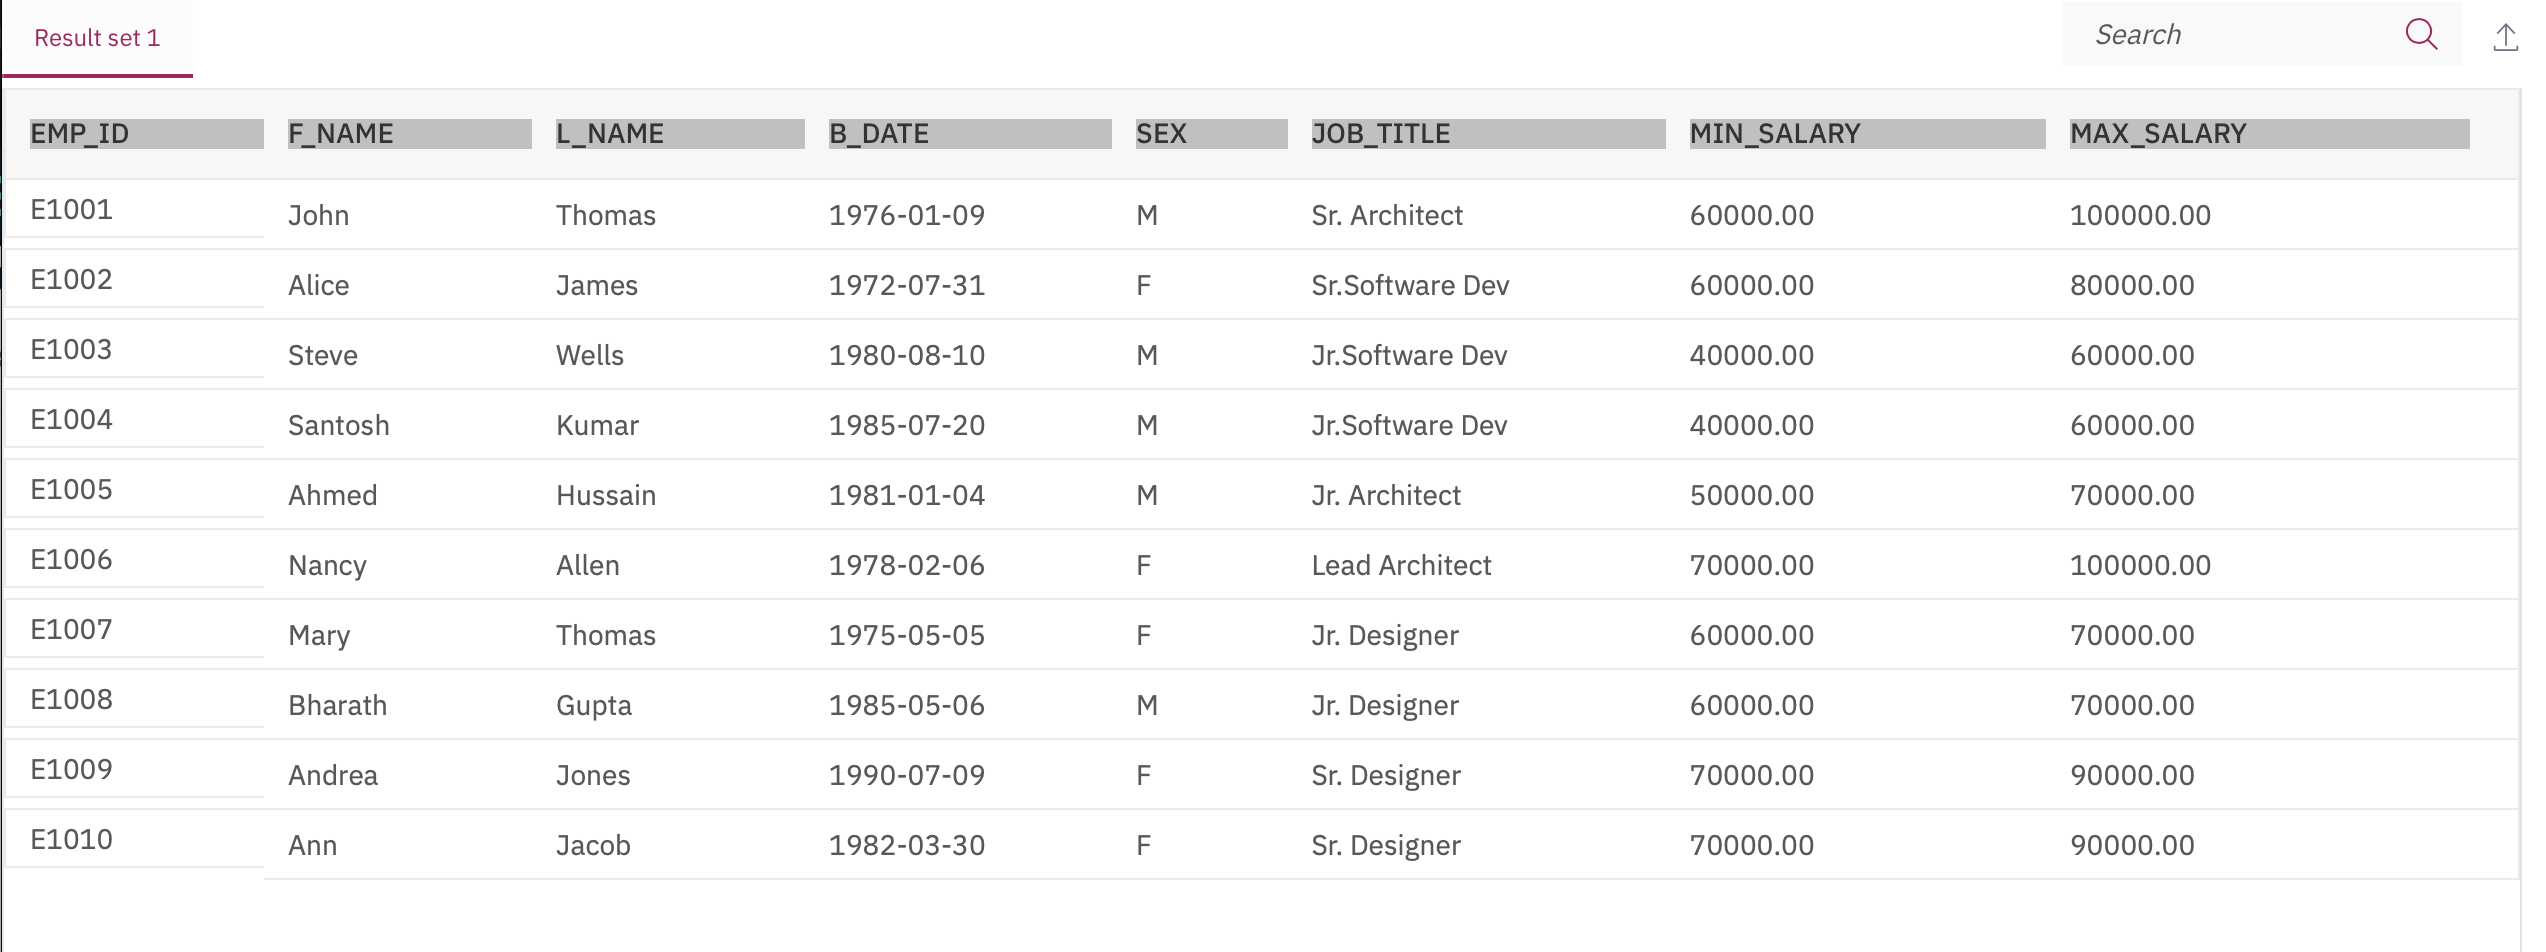 Result set 1 Search
EMP_ID F_NAME L_NAME B_DATE SEX JOB_TITLE MIN_SALARY MAX_SALARY
E1001 John Thomas 1976-01-09 M Sr. Architect 60000.00 100000.00
E1002 Alice James 1972-07-31 F Sr.Software Dev 60000.00 80000.00
E1003 Steve Wells 1980-08-10 M Jr.Software Dev 40000.00 60000.00
E1004 Santosh Kumar 1985-07-20 M Jr.Software Dev 40000.00 60000.00
E1005 Ahmed Hussain 1981-01-04 M Jr. Architect 50000.00 70000.00
E1006 Nancy Allen 1978-02-06 F Lead Architect 70000.00 100000.00
E1007 Mary Thomas 1975-05-05 F Jr. Designer 60000.00 70000.00
E1008 Bharath Gupta 1985-05-06 M Jr. Designer 60000.00 70000.00
E1009 Andrea Jones 1990-07-09 F Sr. Designer 70000.00 90000.00
E1010 Ann Jacob 1982-03-30 F Sr. Designer 70000.00 90000.00